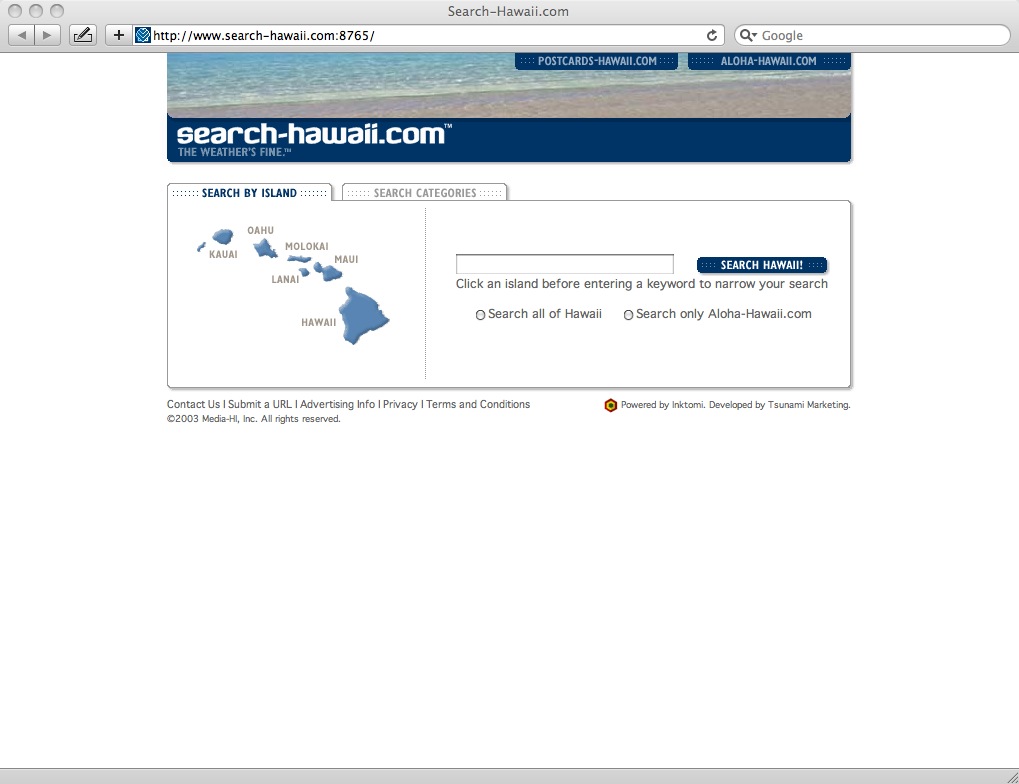 Search-Hawaii.com
http://www.search-hawaii.com:8765/
Google
POSTCARDS-HAWAII.COM
ALOHA-HAWAII.COM
search-hawaii.com™
THE WEATHER'S FINE.™
SEARCH BY ISLAND
SEARCH CATEGORIES
OAHU
KAUAI
MOLOKAI
MAUI
LANAI
HAWAII
SEARCH HAWAII!
Click an island before entering a keyword to narrow your search
Search all of Hawaii
Search only Aloha-Hawaii.com
Contact Us | Submit a URL | Advertising Info | Privacy | Terms and Conditions
Powered by Inktomi. Developed by Tsunami Marketing.
©2003 Media-HI, Inc. All rights reserved.